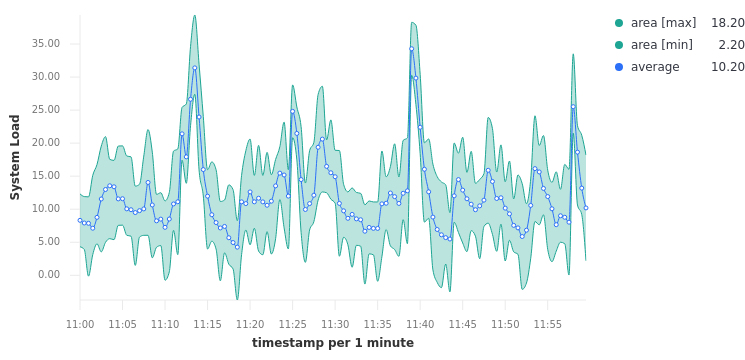 35.00
30.00
25.00
20.00
15.00
10.00
5.00
0.00
System Load
11:00 11:05 11:10 11:15 11:20 11:25 11:30 11:35 11:40 11:45 11:50 11:55
timestamp per 1 minute
area [max] 18.20
area [min] 2.20
average 10.20